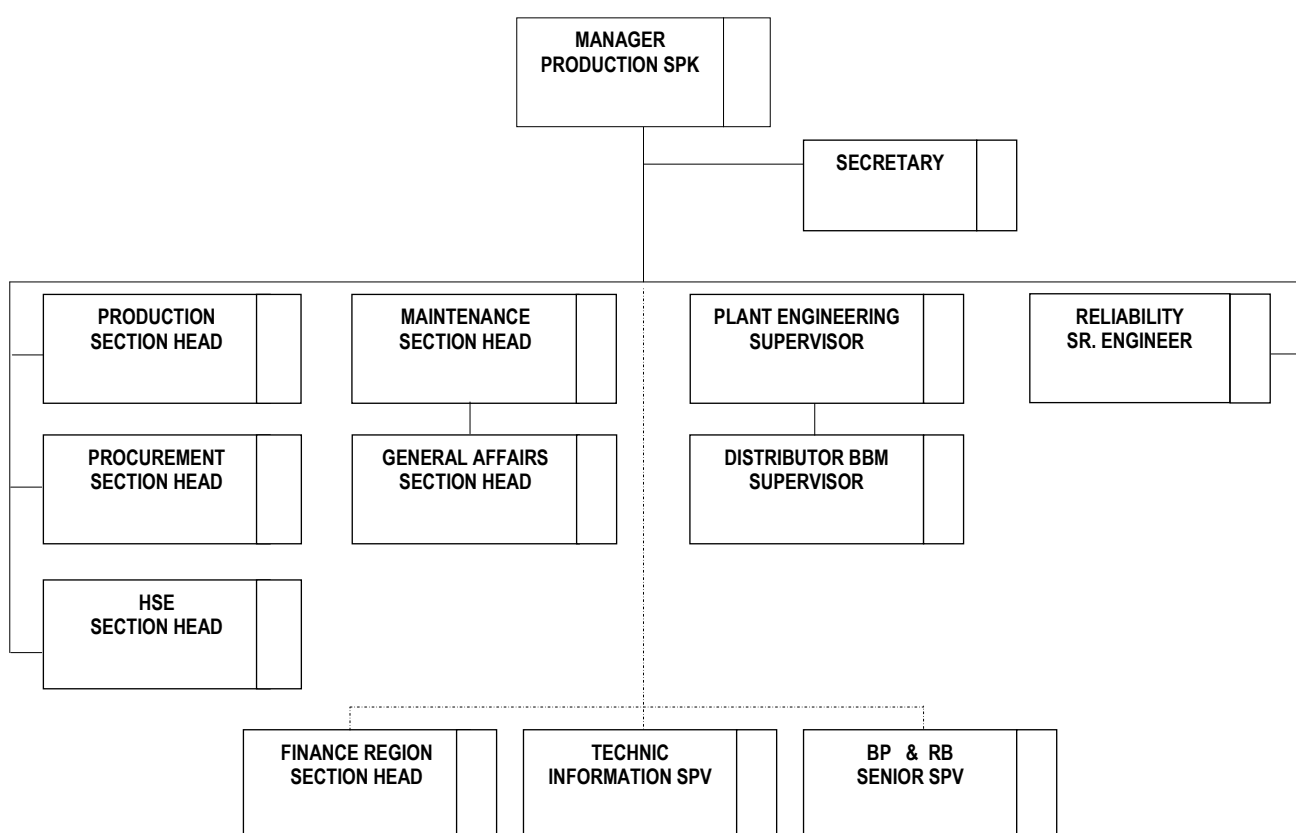 MANAGER
PRODUCTION SPK
SECRETARY
PRODUCTION
SECTION HEAD
MAINTENANCE
SECTION HEAD
PLANT ENGINEERING
SUPERVISOR
RELIABILITY
SR. ENGINEER
PROCUREMENT
SECTION HEAD
GENERAL AFFAIRS
SECTION HEAD
DISTRIBUTOR BBM
SUPERVISOR
HSE
SECTION HEAD
FINANCE REGION
SECTION HEAD
TECHNIC
INFORMATION SPV
BP & RB
SENIOR SPV